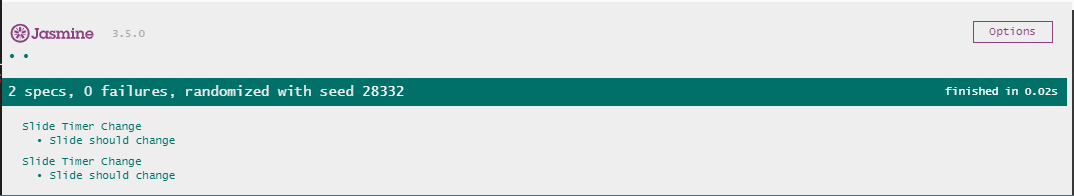 Jasmine 3.5.0 Options
• •
2 specs, 0 failures, randomized with seed 28332 finished in 0.02s
Slide Timer Change
• Slide should change
Slide Timer Change
• Slide should change